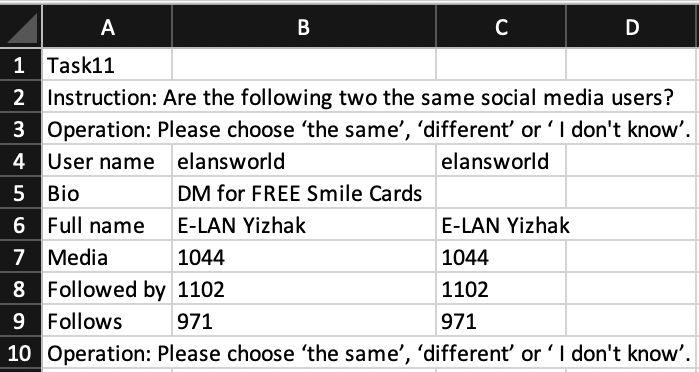 A B C D
1 Task11
2 Instruction: Are the following two the same social media users?
3 Operation: Please choose ‘the same’, ‘different’ or ‘ I don't know’.
4 User name elansworld elansworld
5 Bio DM for FREE Smile Cards
6 Full name E-LAN Yizhak E-LAN Yizhak
7 Media 1044 1044
8 Followed by 1102 1102
9 Follows 971 971
10 Operation: Please choose ‘the same’, ‘different’ or ‘ I don't know’.